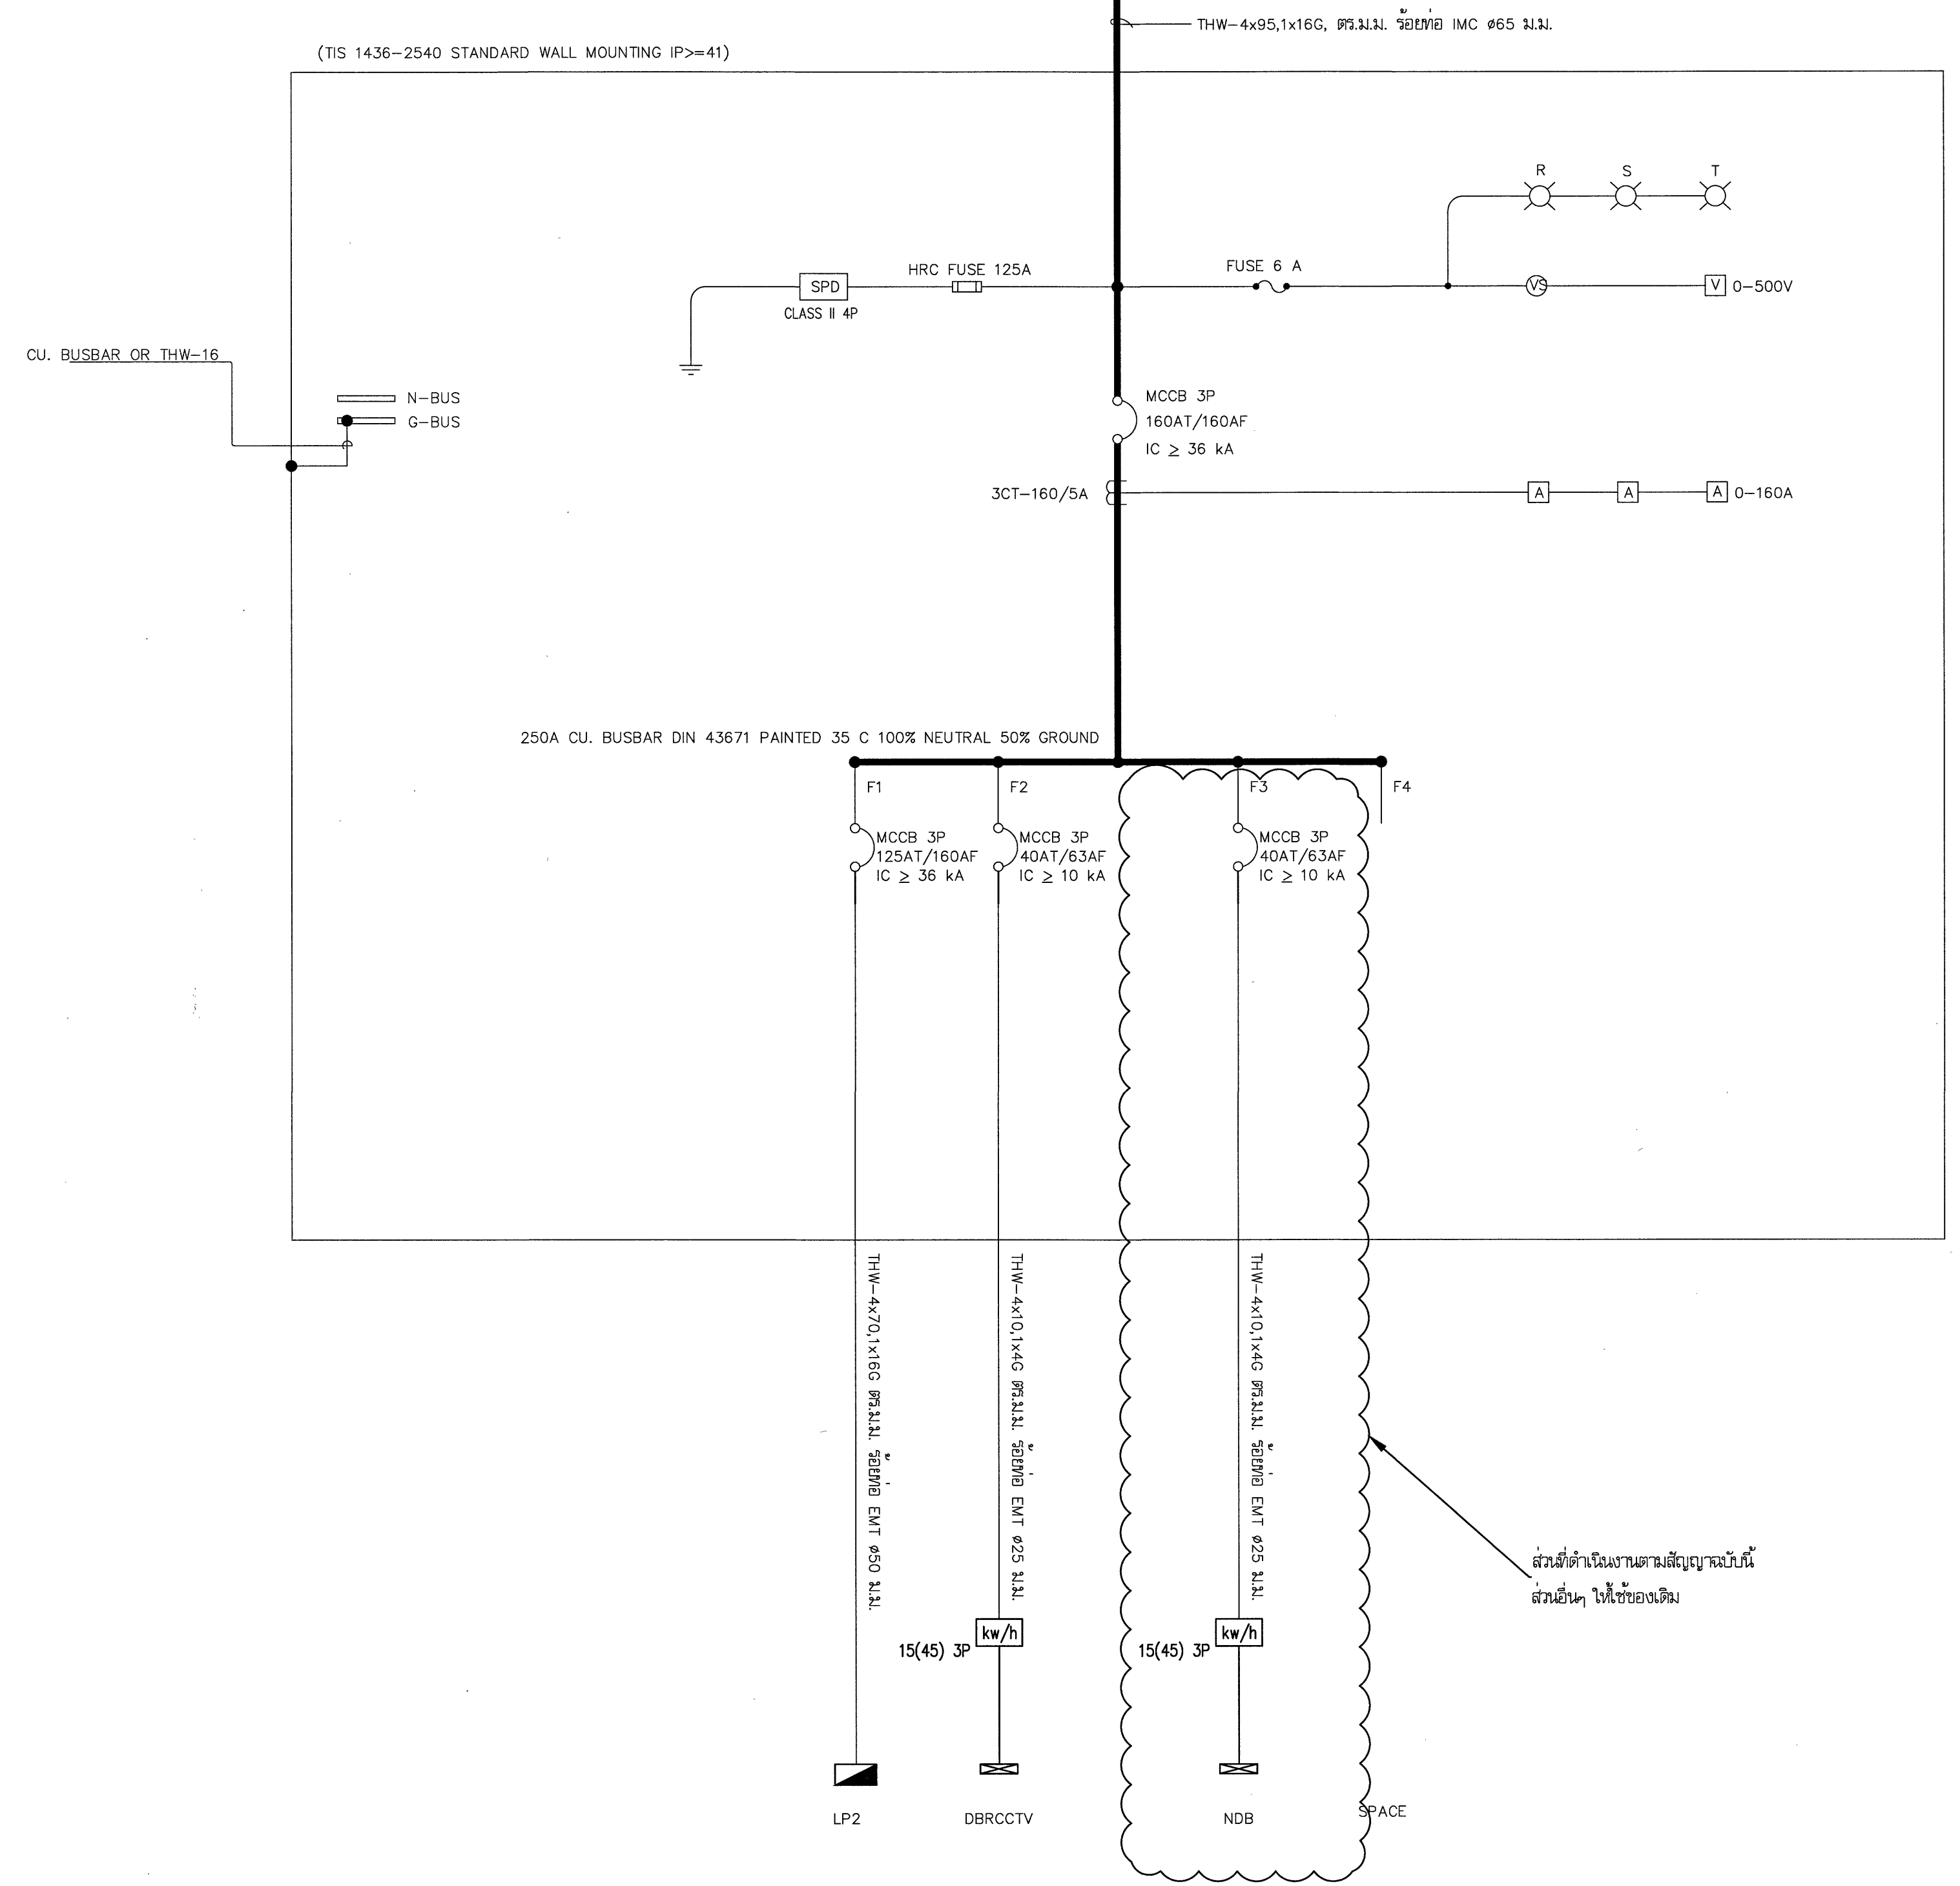 THW-4x95,1x16G, ตร.ม.ม. ร้อยท่อ IMC ø65 ม.ม.
(TIS 1436-2540 STANDARD WALL MOUNTING IP>=41)
R
S
T
HRC FUSE 125A
FUSE 6 A
SPD
VS
V
0-500V
CLASS II 4P
CU. BUSBAR OR THW-16
N-BUS
G-BUS
MCCB 3P
160AT/160AF
IC ≥ 36 kA
3CT-160/5A
A
A
A
0-160A
250A CU. BUSBAR DIN 43671 PAINTED 35 C 100% NEUTRAL 50% GROUND
F1
F2
F3
F4
MCCB 3P
125AT/160AF
IC ≥ 36 kA
MCCB 3P
40AT/63AF
IC ≥ 10 kA
MCCB 3P
40AT/63AF
IC ≥ 10 kA
THW-4x70,1x16G ตร.ม.ม. ร้อยท่อ EMT ø50 ม.ม.
THW-4x10,1x4G ตร.ม.ม. ร้อยท่อ EMT ø25 ม.ม.
THW-4x10,1x4G ตร.ม.ม. ร้อยท่อ EMT ø25 ม.ม.
ส่วนที่ดำเนินงานตามสัญญาฉบับนี้
ส่วนอื่นๆ ให้ใช้ของเดิม
kw/h
15(45) 3P
kw/h
15(45) 3P
LP2
DBRCCTV
NDB
SPACE